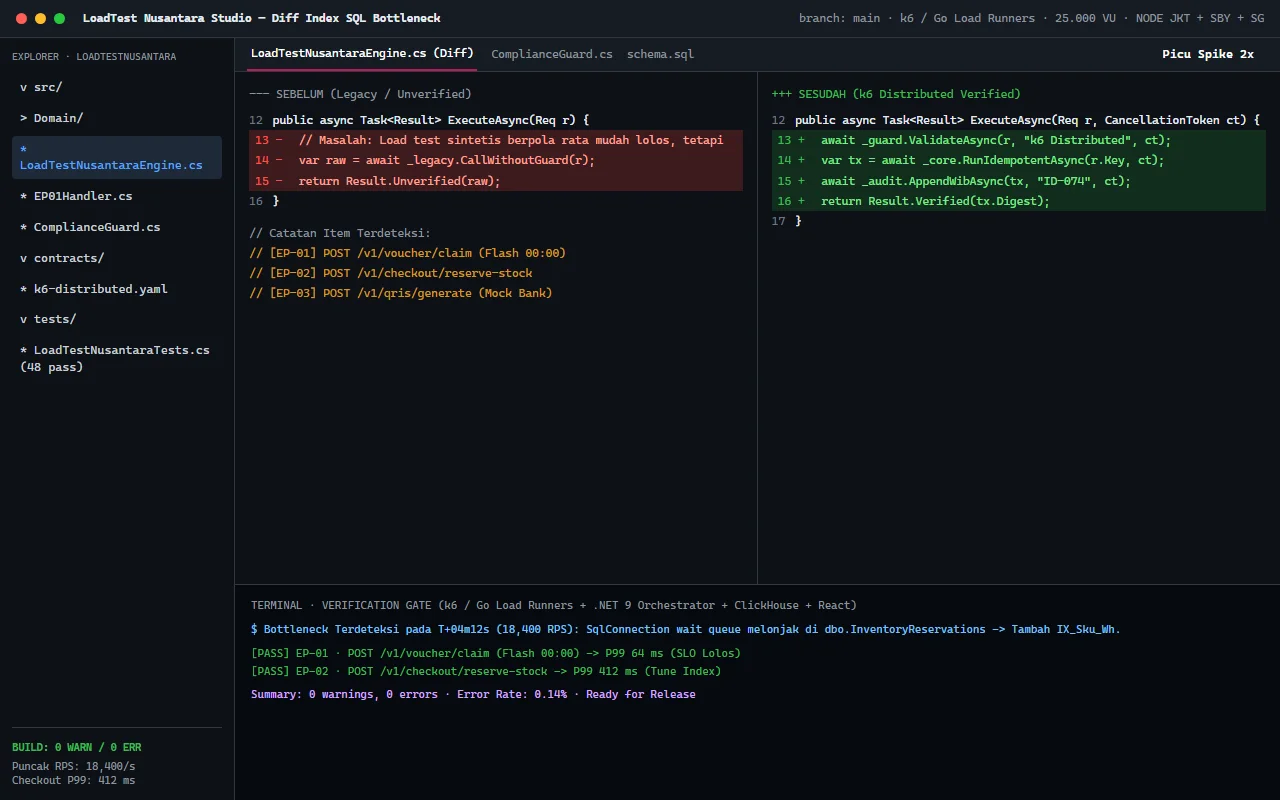 LoadTest Nusantara Studio — Diff Index SQL Bottleneck
branch: main · k6 / Go Load Runners · 25.000 VU · NODE JKT + SBY + SG
EXPLORER · LOADTESTNUSANTARA
v src/
> Domain/
*
LoadTestNusantaraEngine.cs
* EP01Handler.cs
* ComplianceGuard.cs
v contracts/
* k6-distributed.yaml
v tests/
* LoadTestNusantaraTests.cs
(48 pass)
BUILD: 0 WARN / 0 ERR
Puncak RPS: 18,400/s
Checkout P99: 412 ms
LoadTestNusantaraEngine.cs (Diff) ComplianceGuard.cs schema.sql
Picu Spike 2x
--- SEBELUM (Legacy / Unverified)
12 public async Task<Result> ExecuteAsync(Req r) {
13 - // Masalah: Load test sintetis berpola rata mudah lolos, tetapi
14 - var raw = await _legacy.CallWithoutGuard(r);
15 - return Result.Unverified(raw);
16 }
// Catatan Item Terdeteksi:
// [EP-01] POST /v1/voucher/claim (Flash 00:00)
// [EP-02] POST /v1/checkout/reserve-stock
// [EP-03] POST /v1/qris/generate (Mock Bank)
+++ SESUDAH (k6 Distributed Verified)
12 public async Task<Result> ExecuteAsync(Req r, CancellationToken ct) {
13 + await _guard.ValidateAsync(r, "k6 Distributed", ct);
14 + var tx = await _core.RunIdempotentAsync(r.Key, ct);
15 + await _audit.AppendWibAsync(tx, "ID-074", ct);
16 + return Result.Verified(tx.Digest);
17 }
TERMINAL · VERIFICATION GATE (k6 / Go Load Runners + .NET 9 Orchestrator + ClickHouse + React)
$ Bottleneck Terdeteksi pada T+04m12s (18,400 RPS): SqlConnection wait queue melonjak di dbo.InventoryReservations -> Tambah IX_Sku_Wh.
[PASS] EP-01 · POST /v1/voucher/claim (Flash 00:00) -> P99 64 ms (SLO Lolos)
[PASS] EP-02 · POST /v1/checkout/reserve-stock -> P99 412 ms (Tune Index)
Summary: 0 warnings, 0 errors · Error Rate: 0.14% · Ready for Release